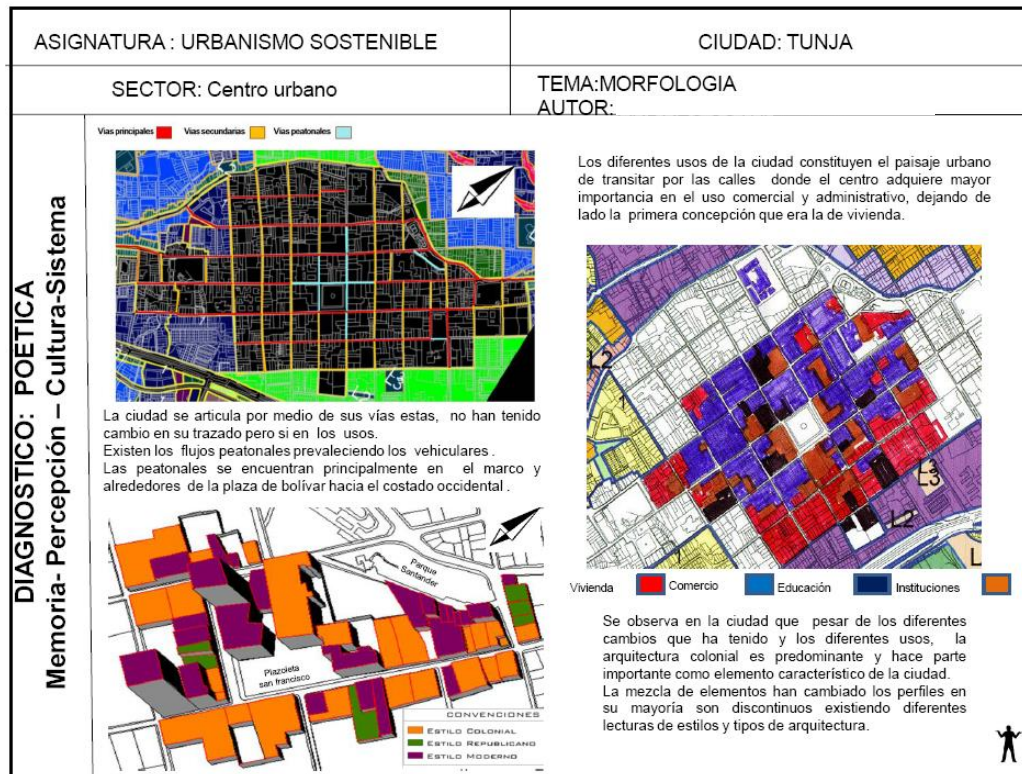 ASIGNATURA : URBANISMO SOSTENIBLE
CIUDAD: TUNJA
SECTOR: Centro urbano
TEMA:MORFOLOGIA
AUTOR:
DIAGNOSTICO: POETICA
Memoria- Percepción – Cultura-Sistema
Vias principales
Vias secundarias
Vias peatonales
La ciudad se articula por medio de sus vías estas, no han tenido
cambio en su trazado pero si en los usos.
Existen los flujos peatonales prevaleciendo los vehiculares .
Las peatonales se encuentran principalmente en el marco y
alrededores de la plaza de bolívar hacia el costado occidental .
Parque
Santander
Plazoleta
san francisco
CONVENCIONES
ESTILO COLONIAL
ESTILO REPUBLICANO
ESTILO MODERNO
Los diferentes usos de la ciudad constituyen el paisaje urbano
de transitar por las calles donde el centro adquiere mayor
importancia en el uso comercial y administrativo, dejando de
lado la primera concepción que era la de vivienda.
L2
1
L3
L2
1
L
Vivienda
Comercio
Educación
Instituciones
Se observa en la ciudad que pesar de los diferentes
cambios que ha tenido y los diferentes usos, la
arquitectura colonial es predominante y hace parte
importante como elemento característico de la ciudad.
La mezcla de elementos han cambiado los perfiles en
su mayoría son discontinuos existiendo diferentes
lecturas de estilos y tipos de arquitectura.